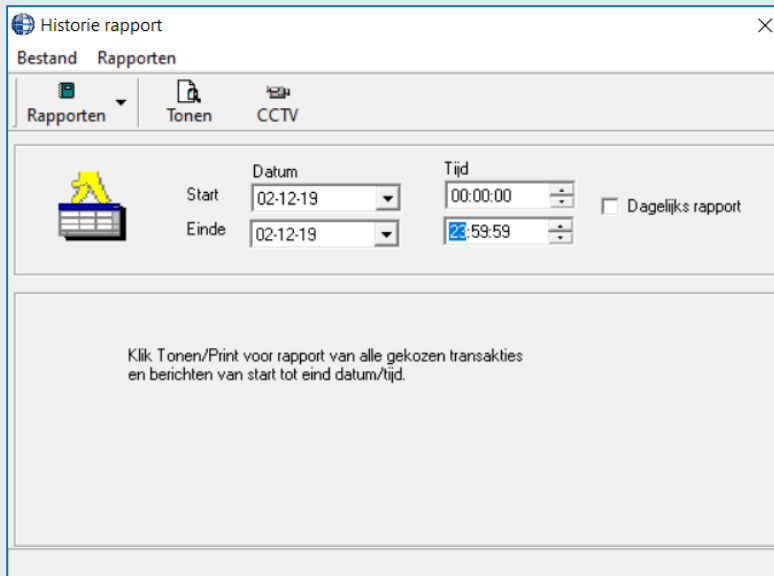 Historie rapport
Bestand Rapporten
Rapporten Tonen CCTV
Datum Tijd
Start 02-12-19 00:00:00 Dagelijks rapport
Einde 02-12-19 23:59:59
Klik Tonen/Print voor rapport van alle gekozen transakties
en berichten van start tot eind datum/tijd.